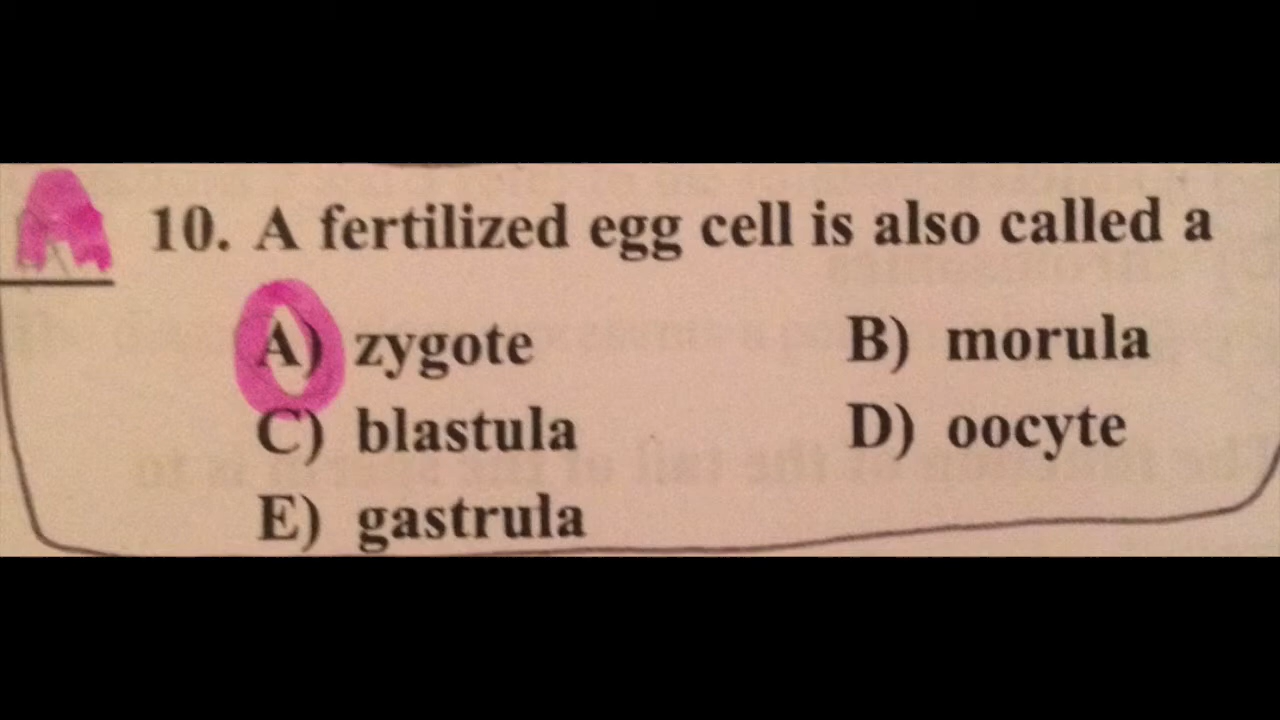 A 10. A fertilized egg cell is also called a
A) zygote B) morula
C) blastula D) oocyte
E) gastrula